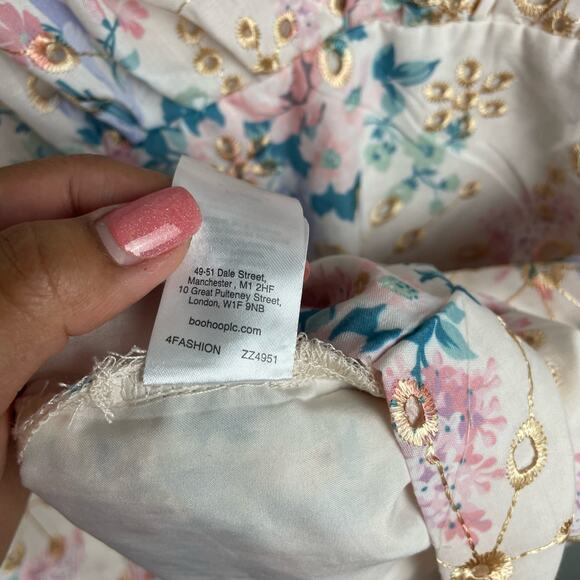 49-51 Dale Street,
Manchester, M1 2HF
10 Great Pulteney Street,
London, W1F 9NB
boohooplc.com
4FASHION ZZ4951